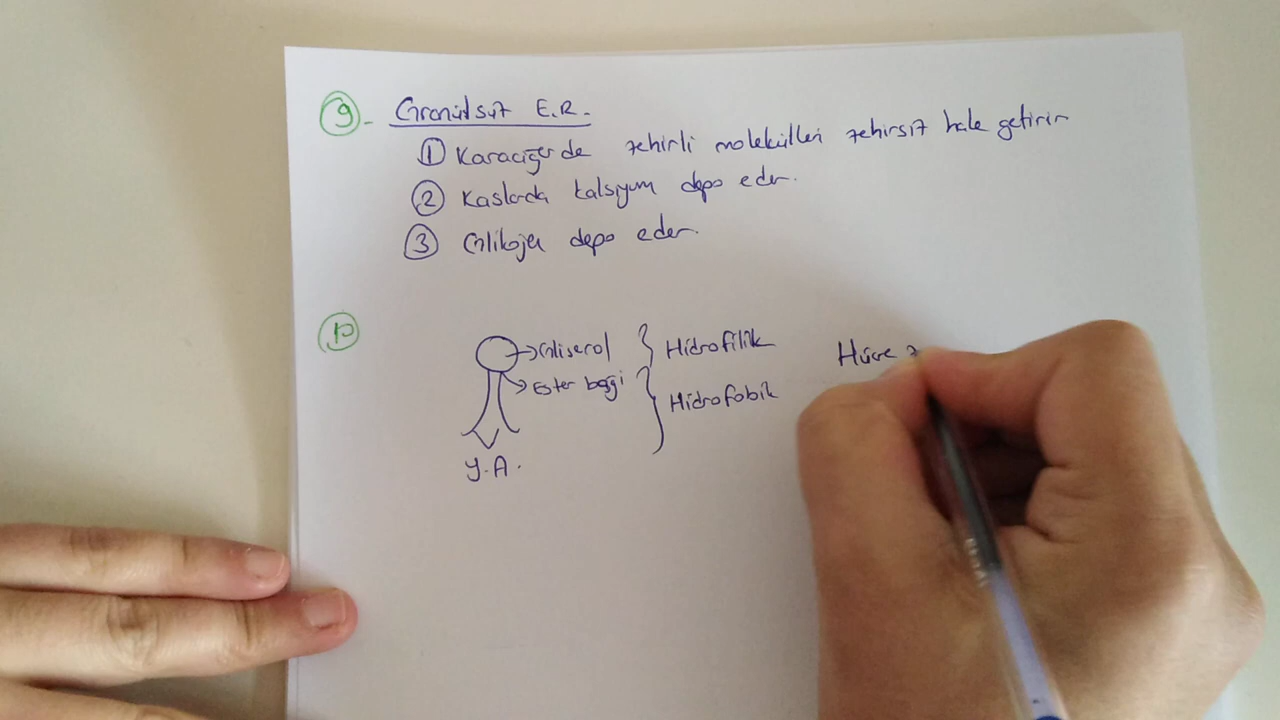 9- Granülsüz E.R.
① Karaciğerde zehirli molekülleri zehirsiz hale getirir
② Kaslarda kalsiyum depo eder.
③ Glikojen depo eder.
10
→Gliserol } Hidrofilik Hücre z
→Ester bağı } Hidrofobik
Y.A.